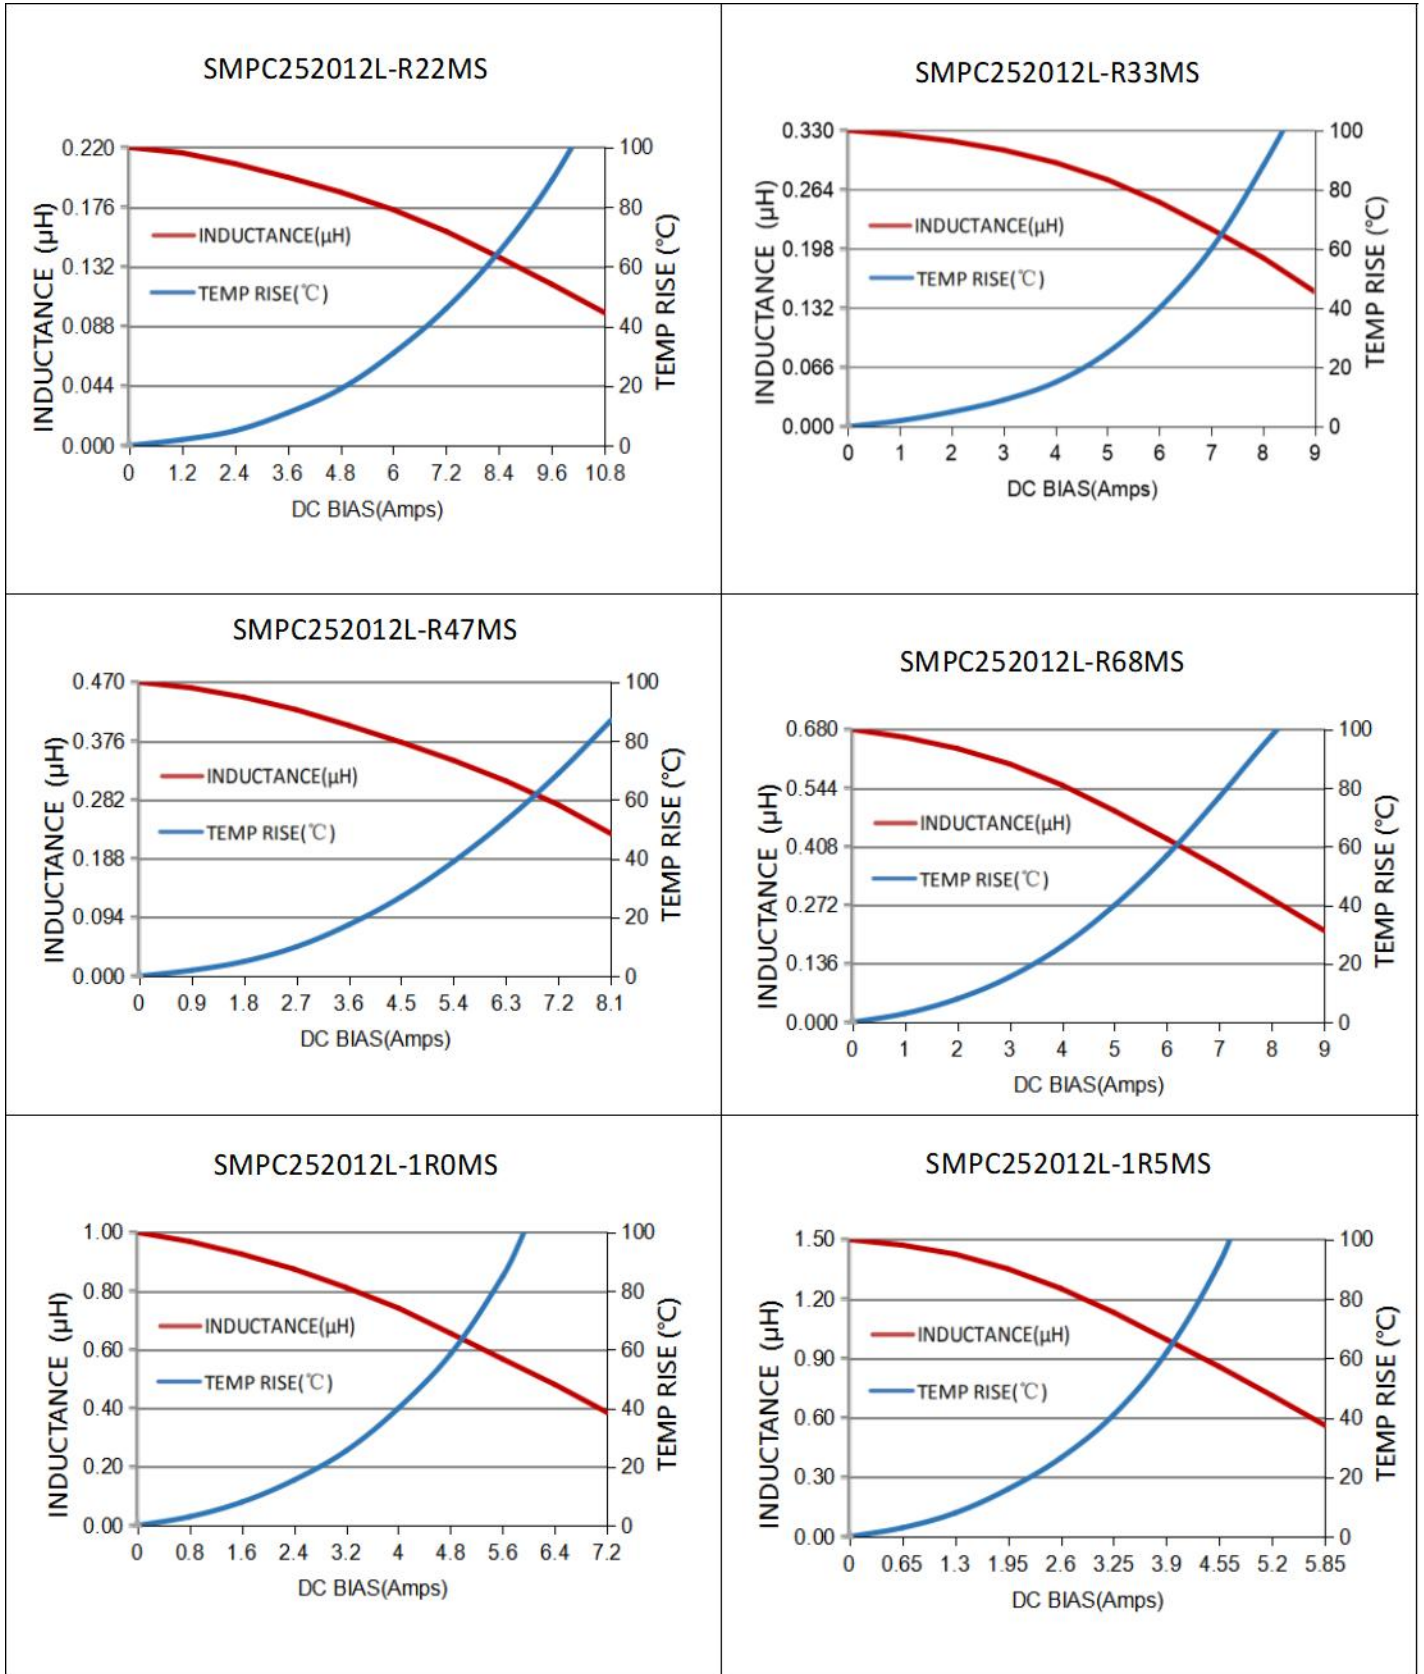 SMPC252012L-R22MS
INDUCTANCE (µH)
0.220
0.176
0.132
0.088
0.044
0.000
INDUCTANCE(µH)
TEMP RISE(℃)
100
80
60
40
20
0
TEMP RISE (℃)
0 1.2 2.4 3.6 4.8 6 7.2 8.4 9.6 10.8
DC BIAS(Amps)
SMPC252012L-R33MS
INDUCTANCE (µH)
0.330
0.264
0.198
0.132
0.066
0.000
INDUCTANCE(µH)
TEMP RISE(℃)
100
80
60
40
20
0
TEMP RISE (℃)
0 1 2 3 4 5 6 7 8 9
DC BIAS(Amps)
SMPC252012L-R47MS
INDUCTANCE (µH)
0.470
0.376
0.282
0.188
0.094
0.000
INDUCTANCE(µH)
TEMP RISE(℃)
100
80
60
40
20
0
TEMP RISE (℃)
0 0.9 1.8 2.7 3.6 4.5 5.4 6.3 7.2 8.1
DC BIAS(Amps)
SMPC252012L-R68MS
INDUCTANCE (µH)
0.680
0.544
0.408
0.272
0.136
0.000
INDUCTANCE(µH)
TEMP RISE(℃)
100
80
60
40
20
0
TEMP RISE (℃)
0 1 2 3 4 5 6 7 8 9
DC BIAS(Amps)
SMPC252012L-1R0MS
INDUCTANCE (µH)
1.00
0.80
0.60
0.40
0.20
0.00
INDUCTANCE(µH)
TEMP RISE(℃)
100
80
60
40
20
0
TEMP RISE (℃)
0 0.8 1.6 2.4 3.2 4 4.8 5.6 6.4 7.2
DC BIAS(Amps)
SMPC252012L-1R5MS
INDUCTANCE (µH)
1.50
1.20
0.90
0.60
0.30
0.00
INDUCTANCE(µH)
TEMP RISE(℃)
100
80
60
40
20
0
TEMP RISE (℃)
0 0.65 1.3 1.95 2.6 3.25 3.9 4.55 5.2 5.85
DC BIAS(Amps)